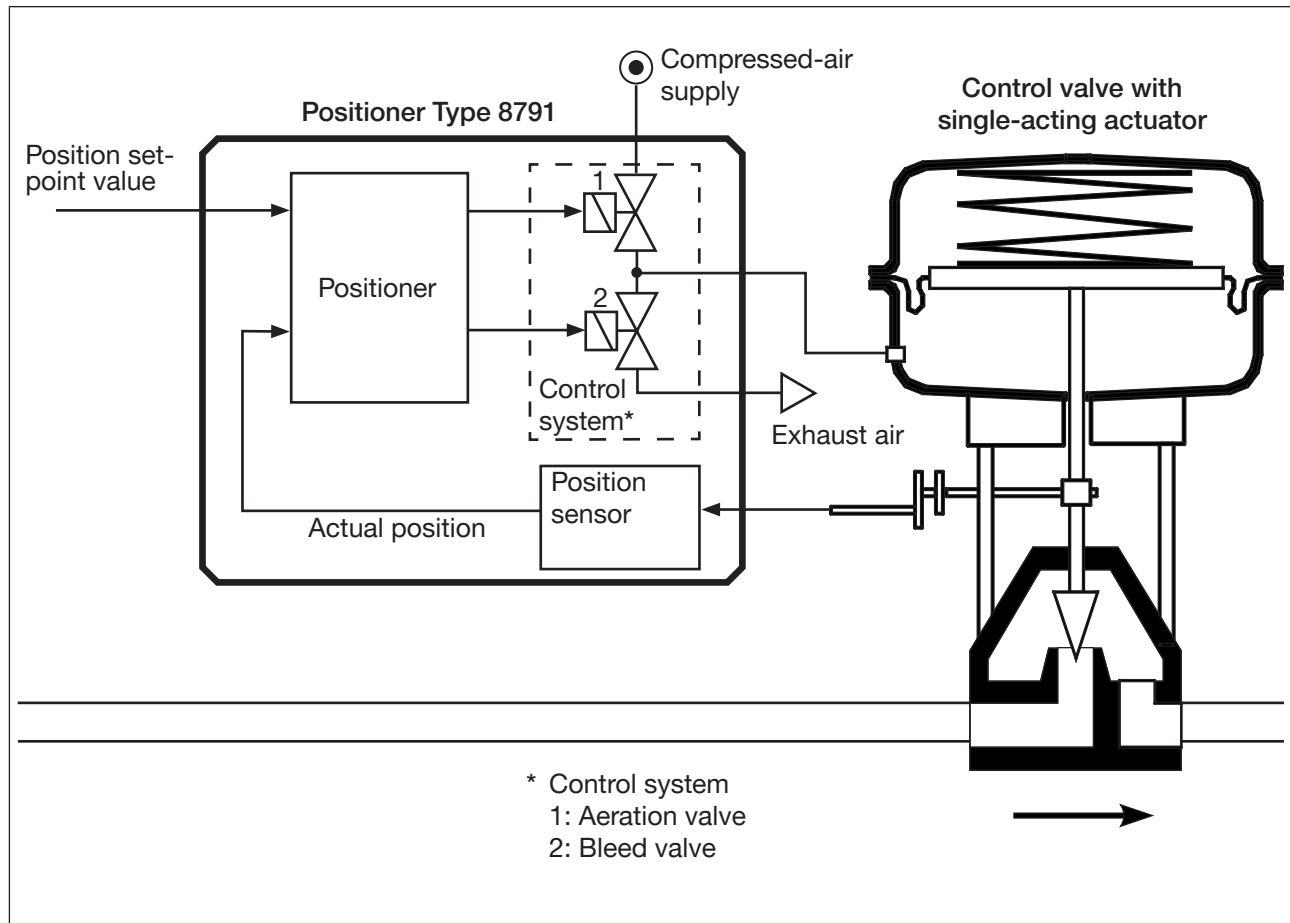 Compressed-air
supply
Control valve with
single-acting actuator
Positioner Type 8791
Position set-
point value
1
Positioner
2
Control
system*
Exhaust air
Position
sensor
Actual position
* Control system
1: Aeration valve
2: Bleed valve